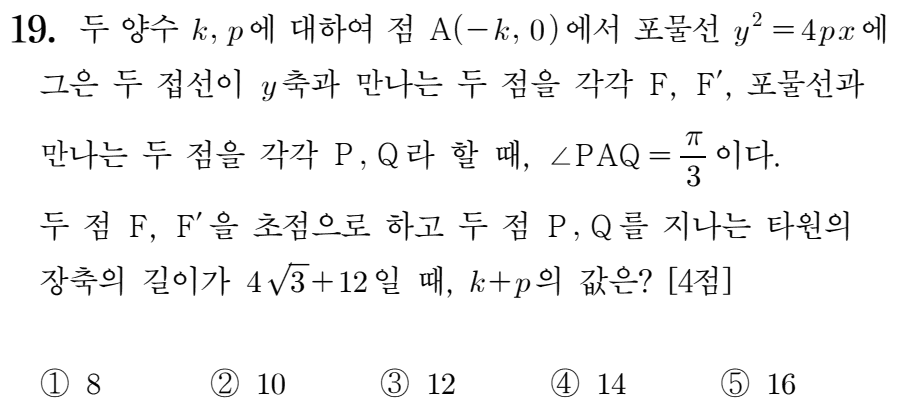 19. 두 양수 k, p에 대하여 점 A(−k, 0)에서 포물선 y² = 4px에
그은 두 접선이 y축과 만나는 두 점을 각각 F, F′, 포물선과
만나는 두 점을 각각 P, Q라 할 때, ∠PAQ = π/3 이다.
두 점 F, F′을 초점으로 하고 두 점 P, Q를 지나는 타원의
장축의 길이가 4√3+12일 때, k+p의 값은? [4점]
① 8 ② 10 ③ 12 ④ 14 ⑤ 16